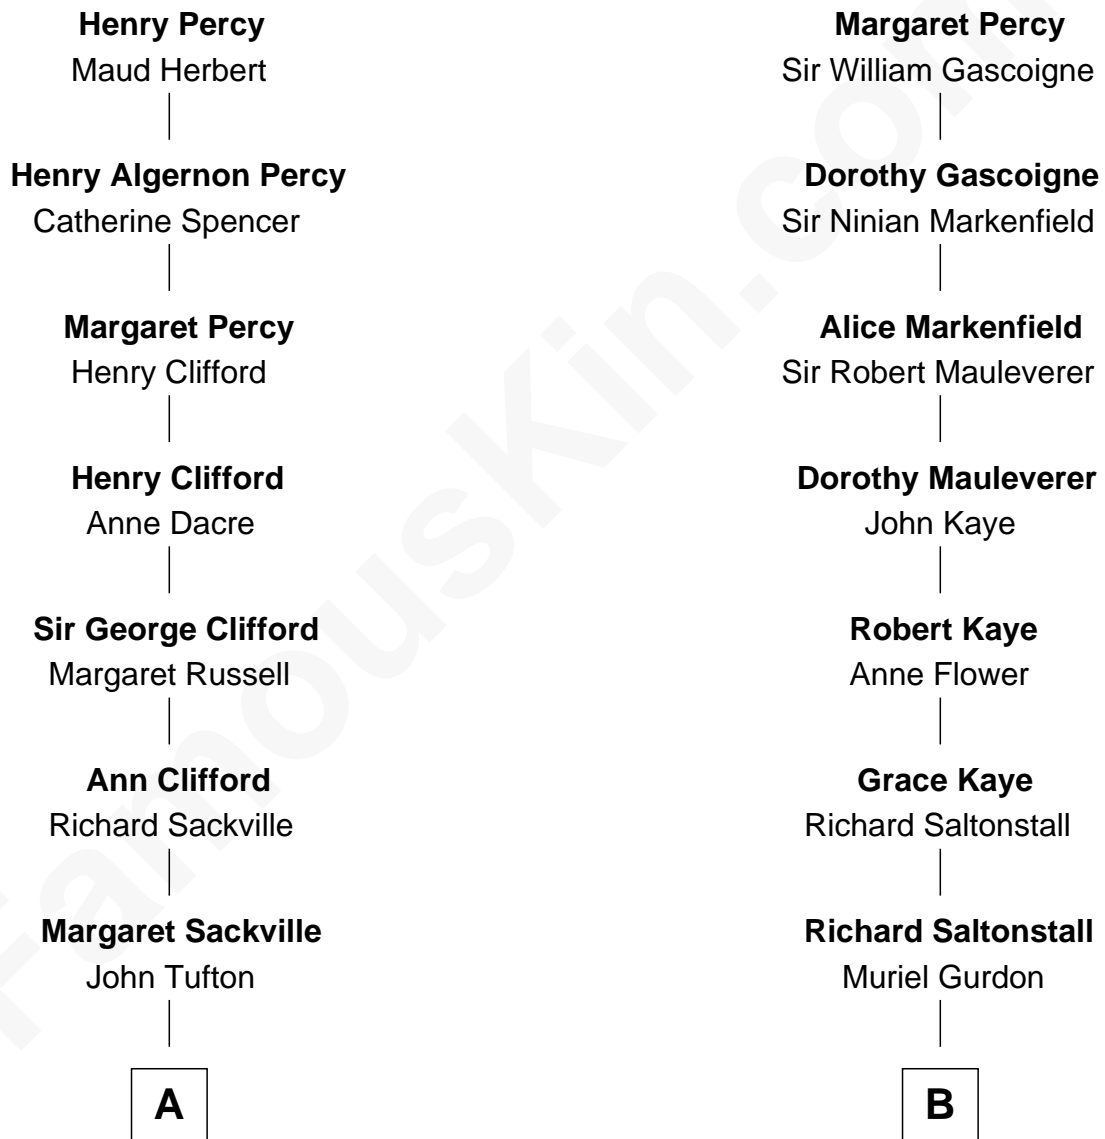 Henry Percy
Maud Herbert
Henry Algernon Percy
Catherine Spencer
Margaret Percy
Henry Clifford
Henry Clifford
Anne Dacre
Sir George Clifford
Margaret Russell
Ann Clifford
Richard Sackville
Margaret Sackville
John Tufton
A
Margaret Percy
Sir William Gascoigne
Dorothy Gascoigne
Sir Ninian Markenfield
Alice Markenfield
Sir Robert Mauleverer
Dorothy Mauleverer
John Kaye
Robert Kaye
Anne Flower
Grace Kaye
Richard Saltonstall
Richard Saltonstall
Muriel Gurdon
B
FamousKin.com